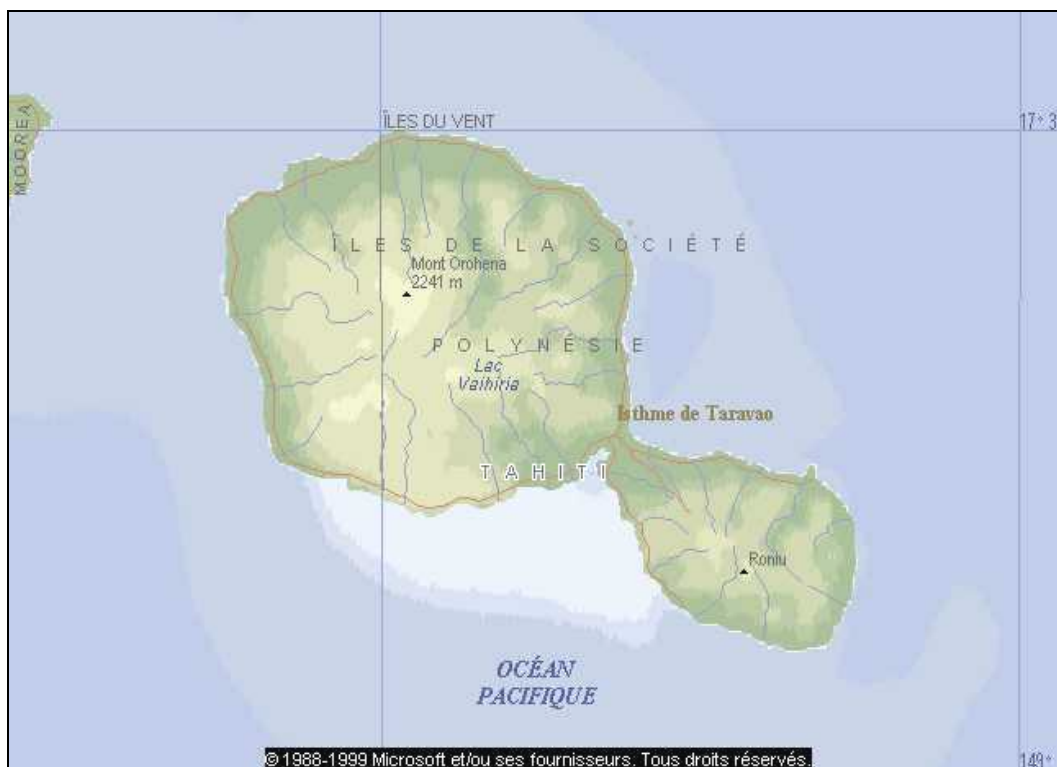 MOOREA
ÎLES DU VENT
17° 3
ÎLES DE LA SOCIÉTÉ
Mont Orohena
2241 m
POLYNÉSIE
Lac
Vaihiria
Isthme de Taravao
TAHITI
Roniu
OCÉAN
PACIFIQUE
149°
© 1988-1999 Microsoft et/ou ses fournisseurs. Tous droits réservés.